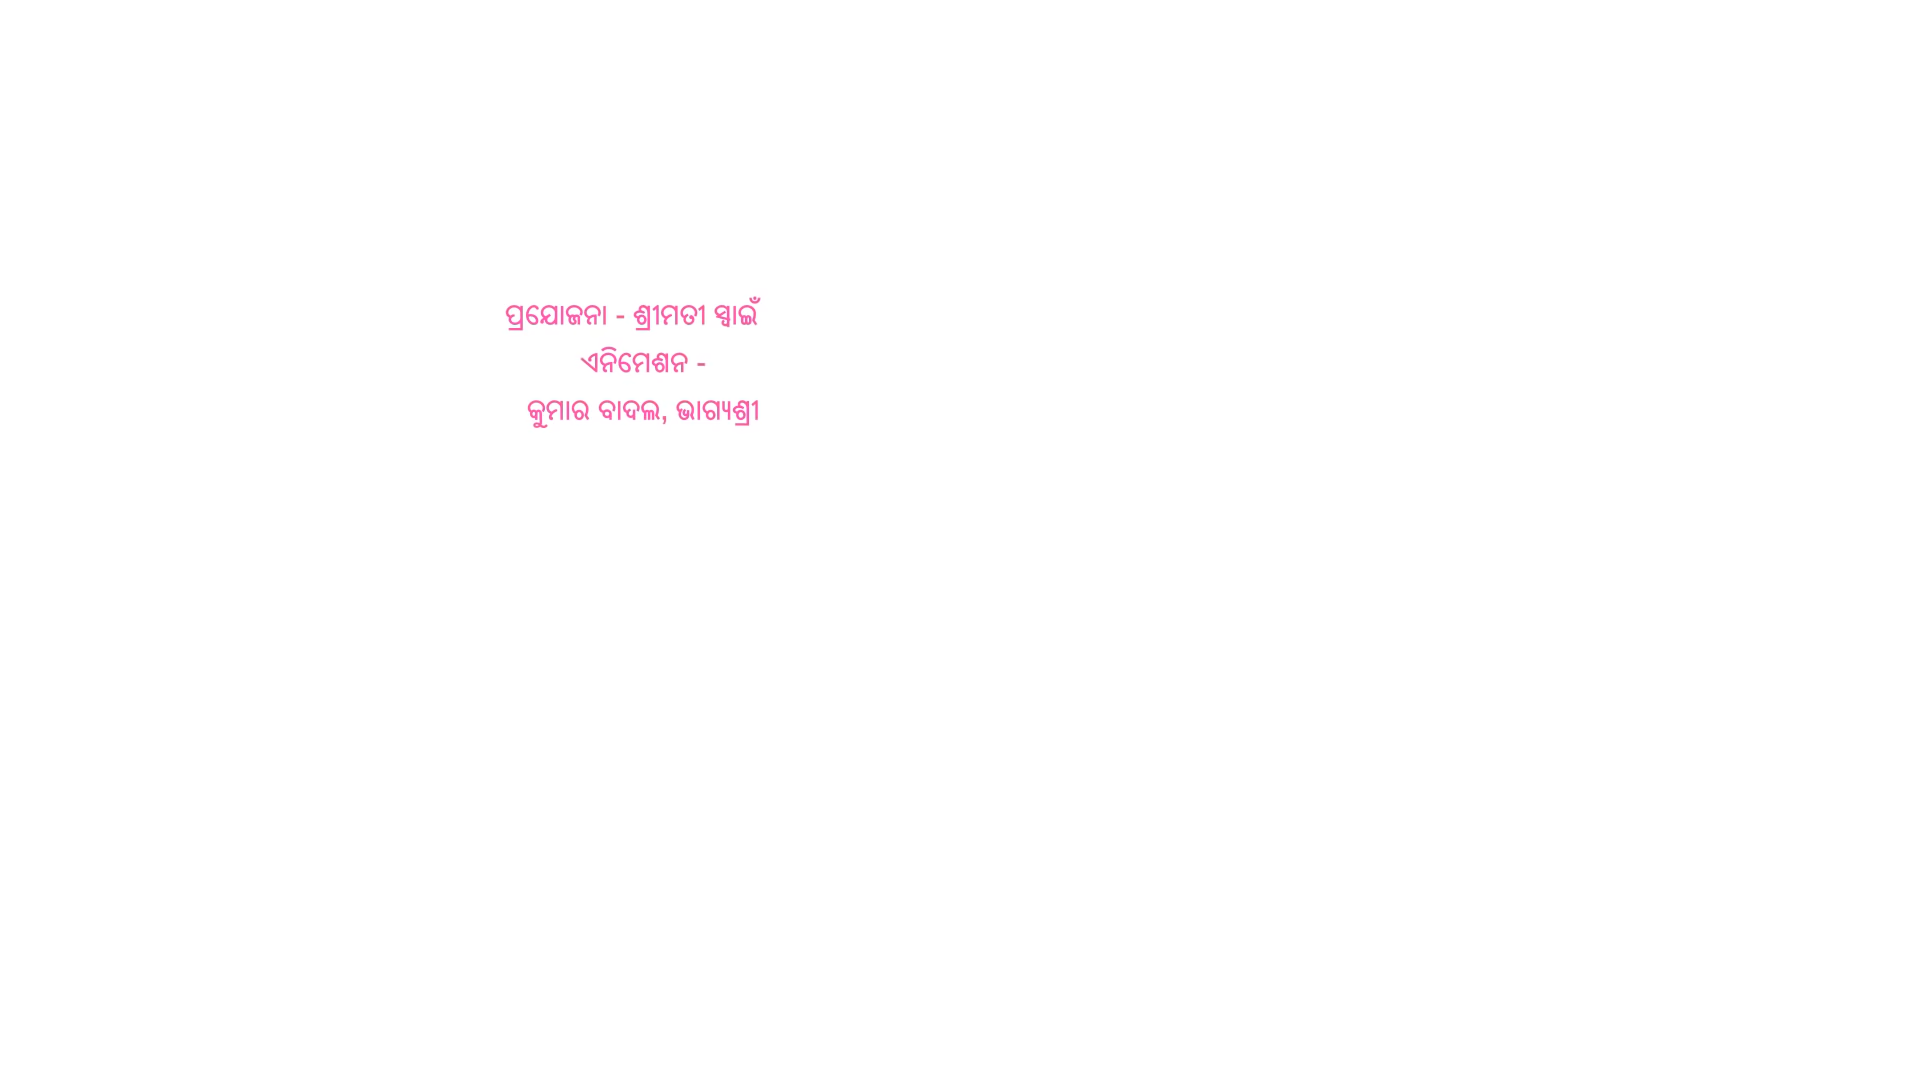 ପ୍ରଯୋଜନା - ଶ୍ରୀମତୀ ସ୍ବାଇଁ
ଏନିମେଶନ -
କୁମାର ବାଦଲ, ଭାଗ୍ୟଶ୍ରୀ